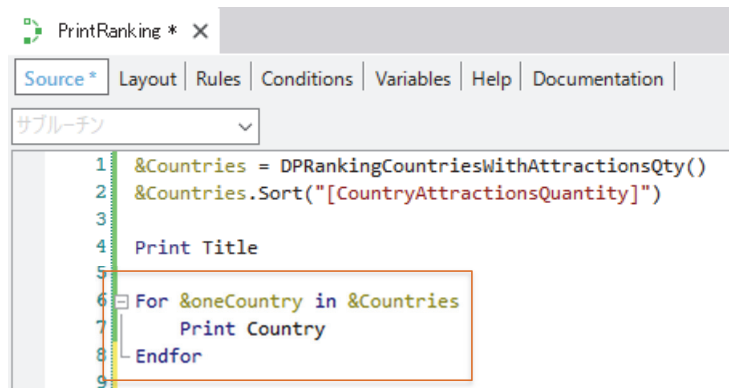 PrintRanking * ×
Source * Layout Rules Conditions Variables Help Documentation
サブルーチン
1 &Countries = DPRankingCountriesWithAttractionsQty()
2 &Countries.Sort("[CountryAttractionsQuantity]")
3
4 Print Title
5
6 For &oneCountry in &Countries
7 Print Country
8 Endfor
9